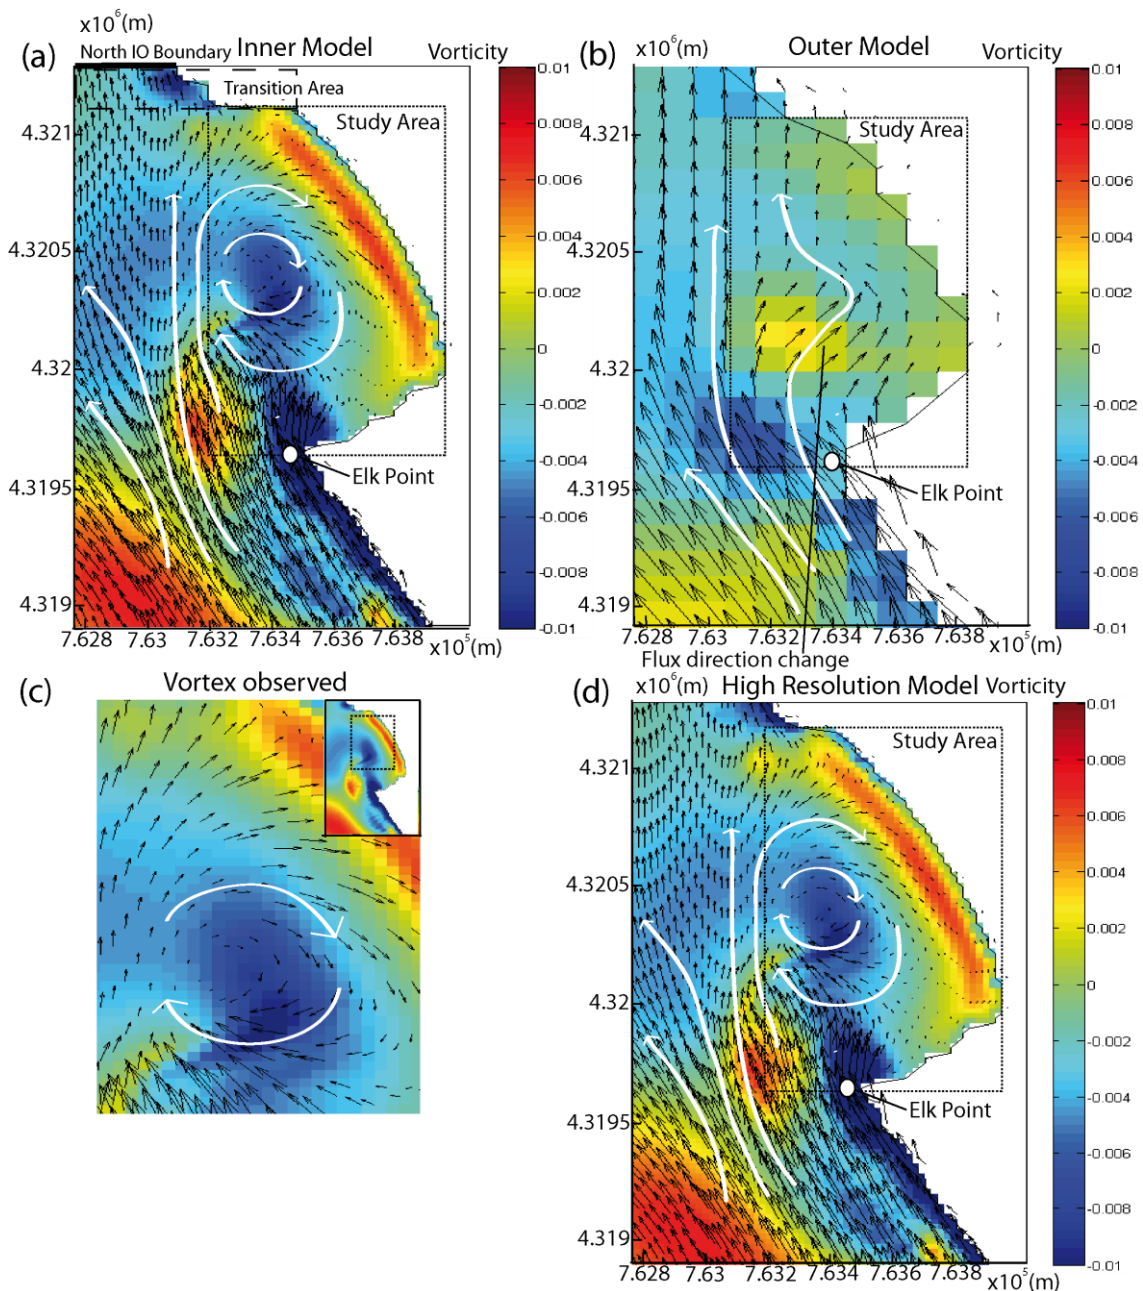 x10⁶(m)
(a)
North IO Boundary
Inner Model
Vorticity
Transition Area
Study Area
4.321
4.3205
4.32
4.3195
4.319
Elk Point
7.628 7.63 7.632 7.634 7.636 7.638
x10⁵(m)
0.01
0.008
0.006
0.004
0.002
0
-0.002
-0.004
-0.006
-0.008
-0.01
(b)
x10⁶(m)
Outer Model
Vorticity
Study Area
4.321
4.3205
4.32
4.3195
4.319
Elk Point
7.628 7.63 7.632 7.634 7.636 7.638
x10⁵(m)
Flux direction change
0.01
0.008
0.006
0.004
0.002
0
-0.002
-0.004
-0.006
-0.008
-0.01
(c)
Vortex observed
(d)
x10⁶(m)
High Resolution Model
Vorticity
Study Area
4.321
4.3205
4.32
4.3195
4.319
Elk Point
7.628 7.63 7.632 7.634 7.636 7.638
x10⁵(m)
0.01
0.008
0.006
0.004
0.002
0
-0.002
-0.004
-0.006
-0.008
-0.01